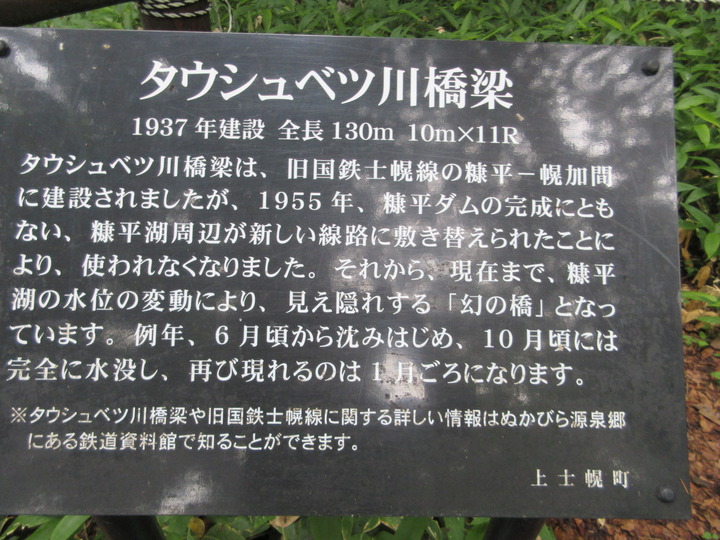 タウシュベツ川橋梁
1937年建設 全長130m 10m×11R
タウシュベツ川橋梁は、旧国鉄士幌線の糠平－幌加間
に建設されましたが、1955年、糠平ダムの完成にとも
ない、糠平湖周辺が新しい線路に敷き替えられたことに
より、使われなくなりました。それから、現在まで、糠平
湖の水位の変動により、見え隠れする「幻の橋」となっ
ています。例年、6月頃から沈みはじめ、10月頃には
完全に水没し、再び現れるのは1月ごろになります。
※タウシュベツ川橋梁や旧国鉄士幌線に関する詳しい情報はぬかびら源泉郷
にある鉄道資料館で知ることができます。
上士幌町